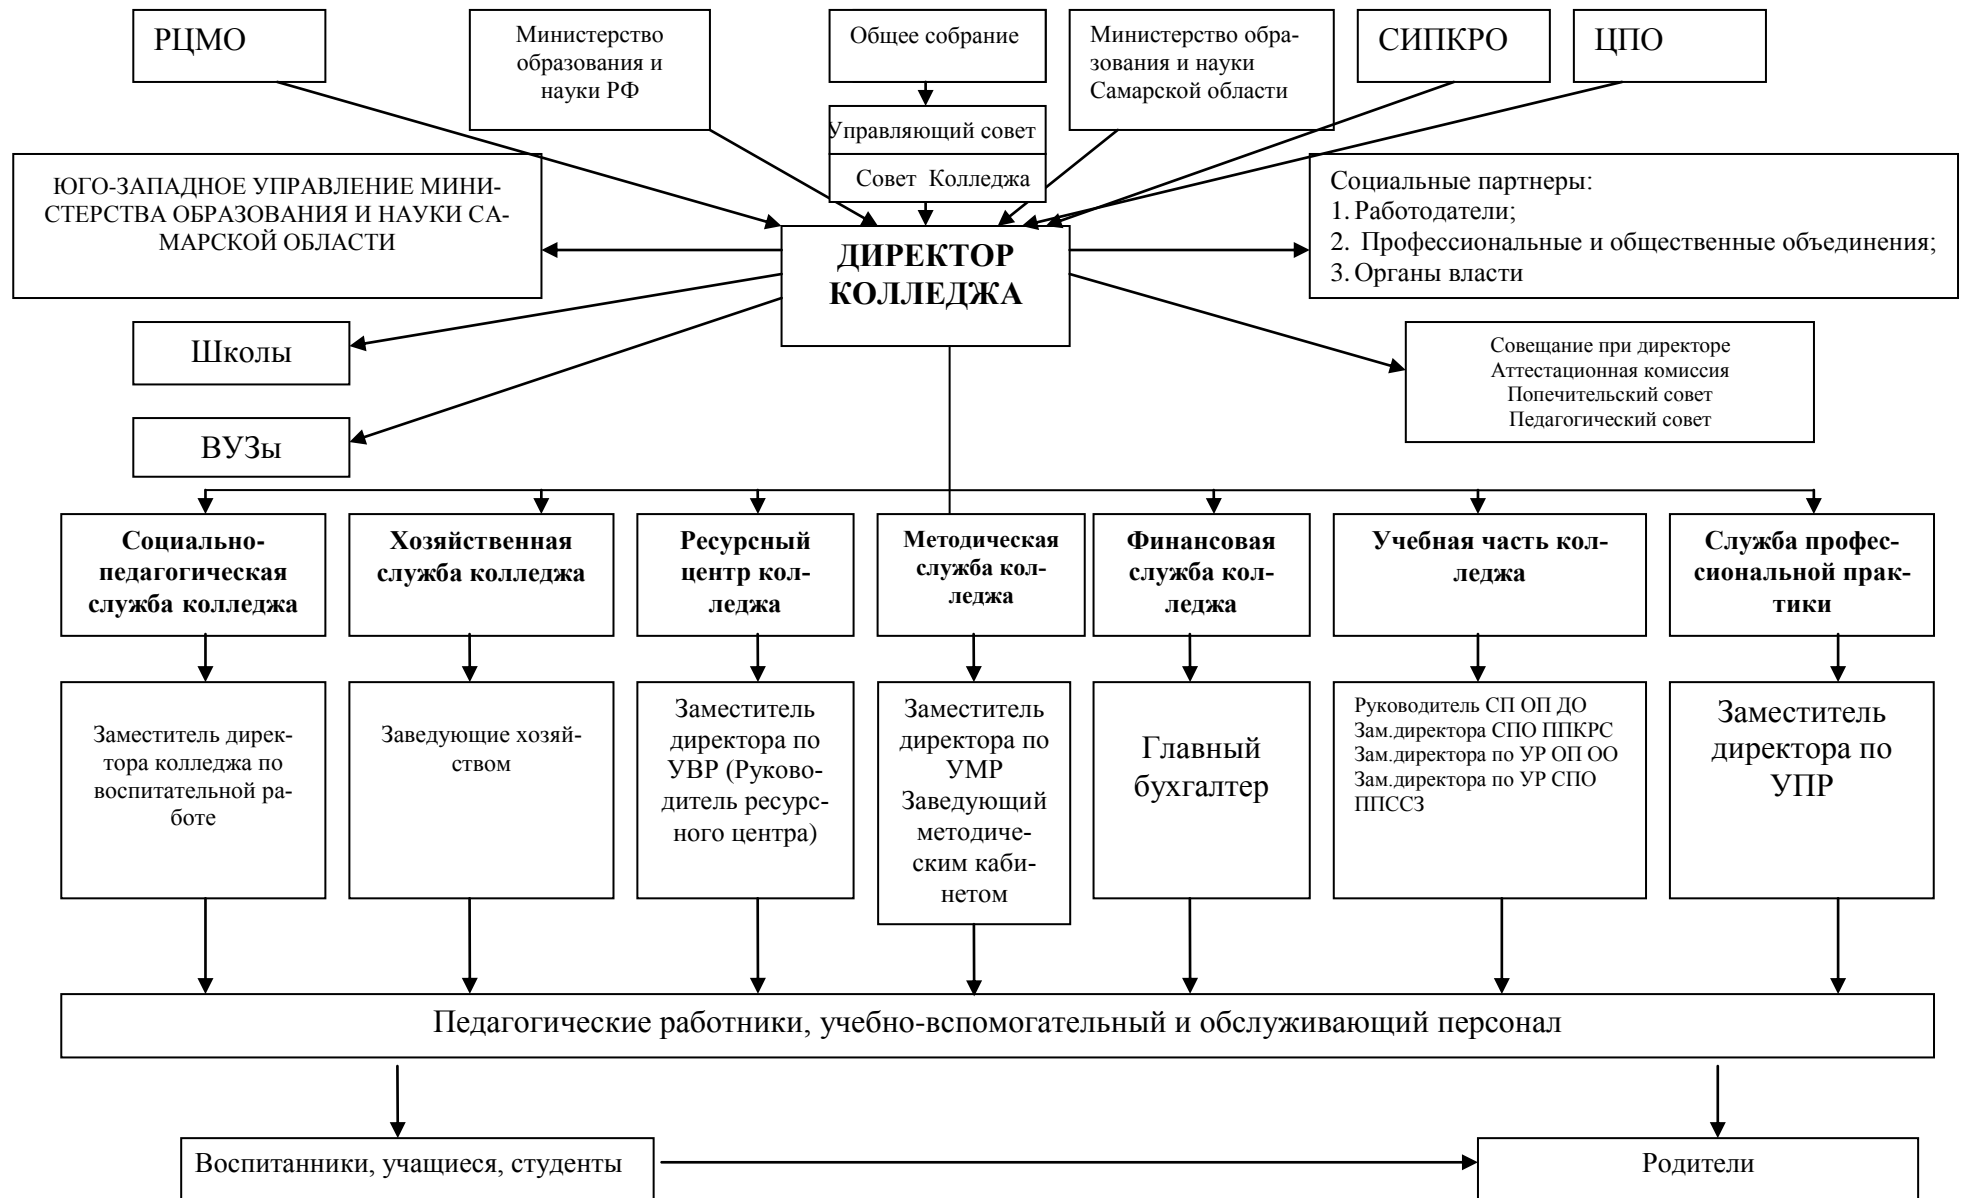 РЦМО
Министерство
образования и
науки РФ
Общее собрание
Министерство обра-
зования и науки
Самарской области
СИПКРО
ЦПО
Управляющий совет
Совет Колледжа
ЮГО-ЗАПАДНОЕ УПРАВЛЕНИЕ МИНИ-
СТЕРСТВА ОБРАЗОВАНИЯ И НАУКИ СА-
МАРСКОЙ ОБЛАСТИ
ДИРЕКТОР
КОЛЛЕДЖА
Социальные партнеры:
1. Работодатели;
2. Профессиональные и общественные объединения;
3. Органы власти
Школы
Совещание при директоре
Аттестационная комиссия
Попечительский совет
Педагогический совет
ВУЗы
Социально-
педагогическая
служба колледжа
Хозяйственная
служба колледжа
Ресурсный
центр кол-
леджа
Методическая
служба кол-
леджа
Финансовая
служба кол-
леджа
Учебная часть кол-
леджа
Служба профес-
сиональной прак-
тики
Заместитель дирек-
тора колледжа по
воспитательной ра-
боте
Заведующие хозяй-
ством
Заместитель
директора по
УВР (Руково-
дитель ресурс-
ного центра)
Заместитель
директора по
УМР
Заведующий
методиче-
ским каби-
нетом
Главный
бухгалтер
Руководитель СП ОП ДО
Зам.директора СПО ППКРС
Зам.директора по УР ОП ОО
Зам.директора по УР СПО
ППССЗ
Заместитель
директора по
УПР
Педагогические работники, учебно-вспомогательный и обслуживающий персонал
Воспитанники, учащиеся, студенты
Родители